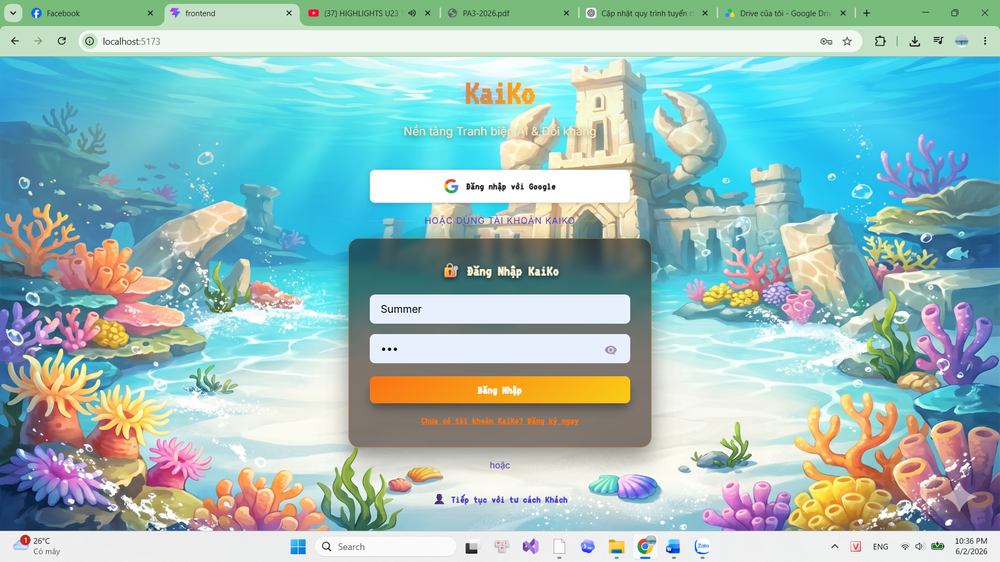 Facebook
frontend
(37) HIGHLIGHTS U23
PA3-2026.pdf
Cập nhật quy trình tuyển d
Drive của tôi - Google Driv
localhost:5173
KaiKo
Nền tảng Tranh biện AI & Đối kháng
Đăng nhập với Google
HOẶC DÙNG TÀI KHOẢN KAIKO
Đăng Nhập KaiKo
Summer
•••
Đăng Nhập
Chưa có tài khoản KaiKo? Đăng ký ngay
hoặc
Tiếp tục với tư cách Khách
1
26°C
Có mây
Search
Zalo
ENG
10:36 PM
6/2/2026